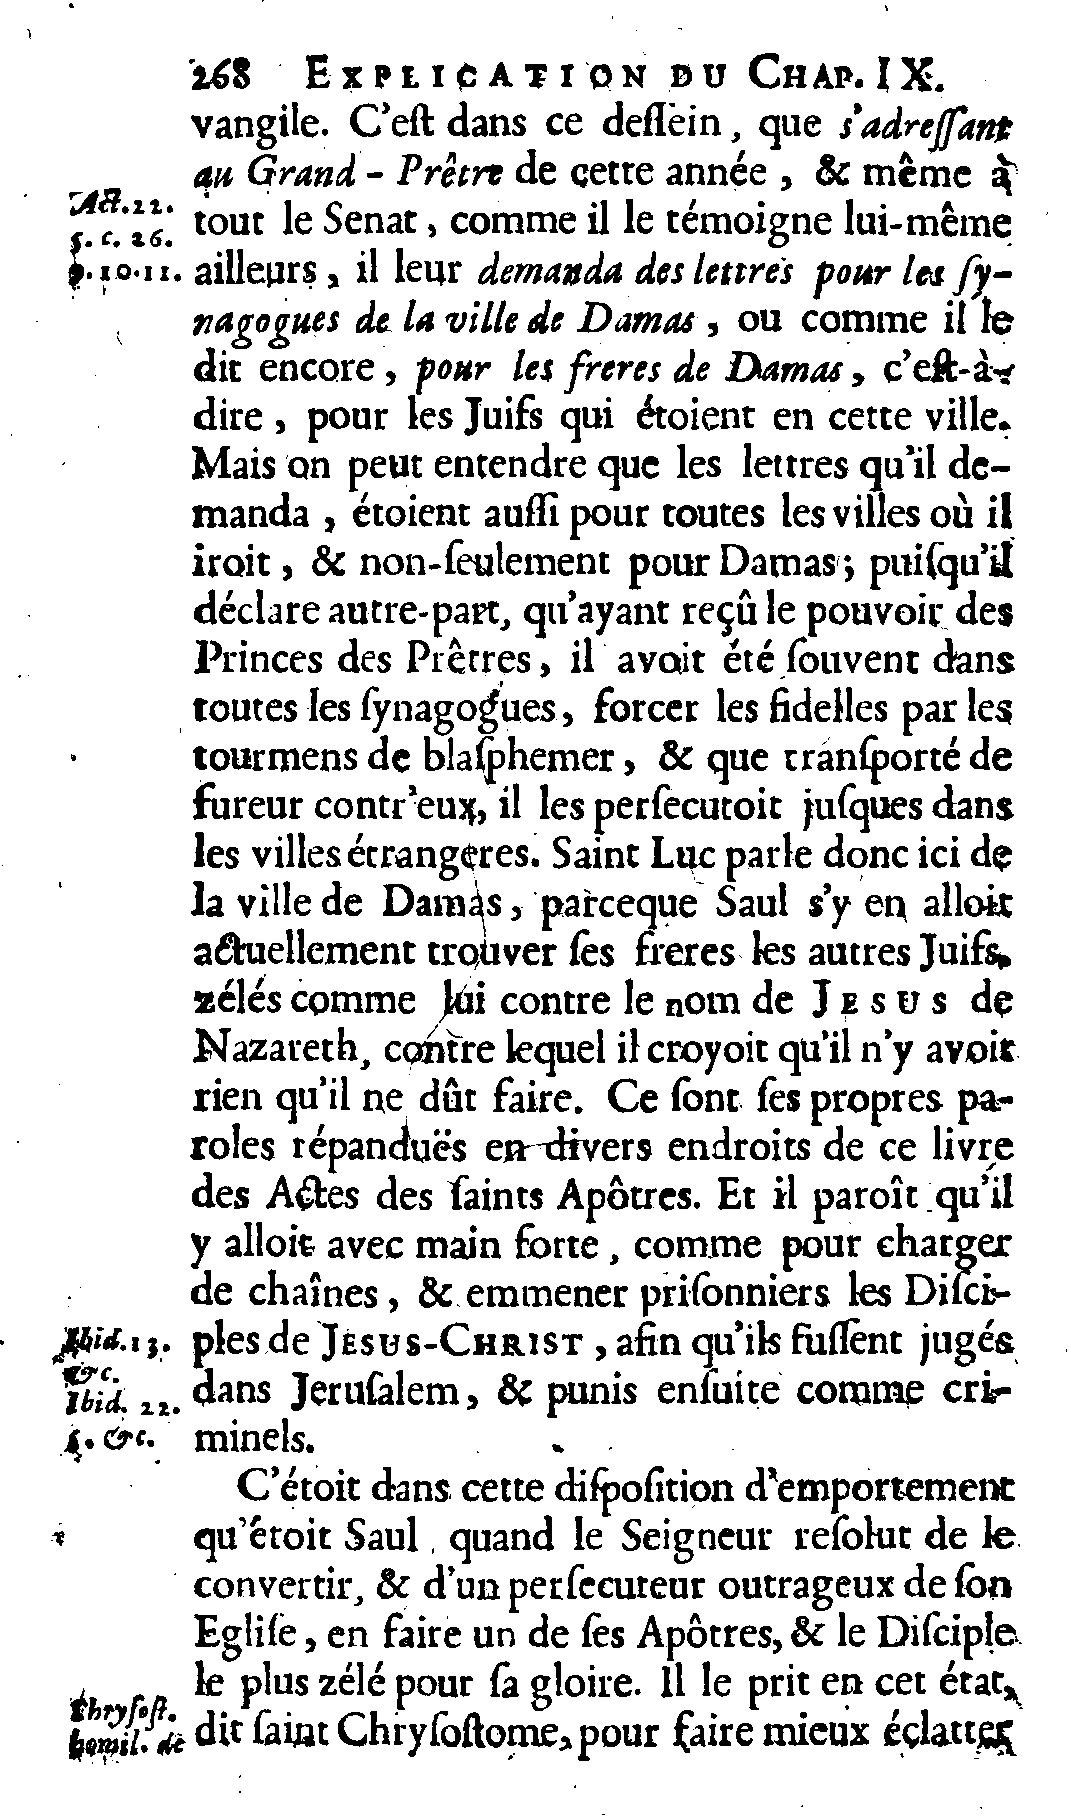 268 EXPLICATION DU CHAP. IX.
vangile. C'eſt dans ce deſſein, que s'adreſſant
au Grand-Prêtre de cette année, & même à
tout le Senat, comme il le témoigne lui-même
ailleurs, il leur demanda des lettres pour les ſy-
nagogues de la ville de Damas, ou comme il le
dit encore, pour les freres de Damas, c'eſt-à-
dire, pour les Juifs qui étoient en cette ville.
Mais on peut entendre que les lettres qu'il de-
manda, étoient auſſi pour toutes les villes où il
iroit, & non-ſeulement pour Damas; puiſqu'il
déclare autre-part, qu'ayant reçû le pouvoir des
Princes des Prêtres, il avoit été ſouvent dans
toutes les ſynagogues, forcer les fidelles par les
tourmens de blaſphemer, & que tranſporté de
fureur contr'eux, il les perſecutoit juſques dans
les villes étrangeres. Saint Luc parle donc ici de
la ville de Damas, parceque Saul s'y en alloit
actuellement trouver ſes freres les autres Juifs,
zélés comme lui contre le nom de JESUS de
Nazareth, contre lequel il croyoit qu'il n'y avoit
rien qu'il ne dût faire. Ce ſont ſes propres pa-
roles répanduës en divers endroits de ce livre
des Actes des ſaints Apôtres. Et il paroît qu'il
y alloit avec main forte, comme pour charger
de chaînes, & emmener priſonniers les Diſci-
ples de JESUS-CHRIST, afin qu'ils fuſſent jugés
dans Jeruſalem, & punis enſuite comme cri-
minels.
C'étoit dans cette diſpoſition d'emportement
qu'étoit Saul, quand le Seigneur reſolut de le
convertir, & d'un perſecuteur outrageux de ſon
Egliſe, en faire un de ſes Apôtres, & le Diſciple
le plus zélé pour ſa gloire. Il le prit en cet état,
dit ſaint Chryſoſtome, pour faire mieux éclatter
Act. 22.
5. c. 26.
9. 10. 11.
Ibid. 13.
&c.
Ibid. 22.
5. &c.
Chryſoſt.
homil. de